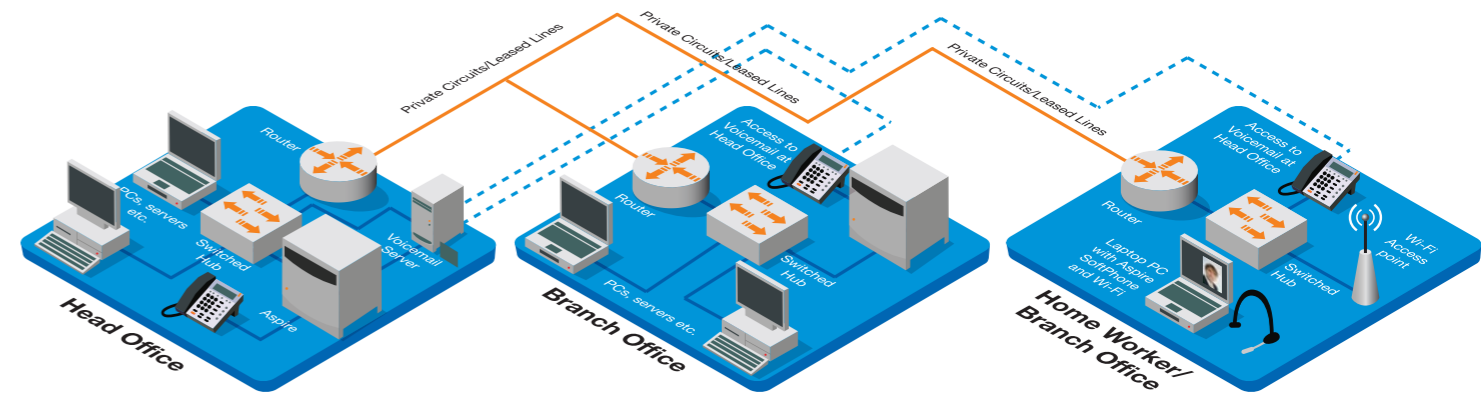 Private Circuits/Leased Lines
Private Circuits/Leased Lines
Private Circuits/Leased Lines
Router
PCs, servers
etc.
Switched
Hub
Voicemail
Server
Aspire
Head Office
Access to
Voicemail at
Head Office
Router
Switched
Hub
PCs, servers etc.
Branch Office
Access to
Voicemail at
Head Office
Router
Wi-Fi
Access
point
Switched
Hub
Laptop PC
with Aspire
SoftPhone
and Wi-Fi
Home Worker/
Branch Office